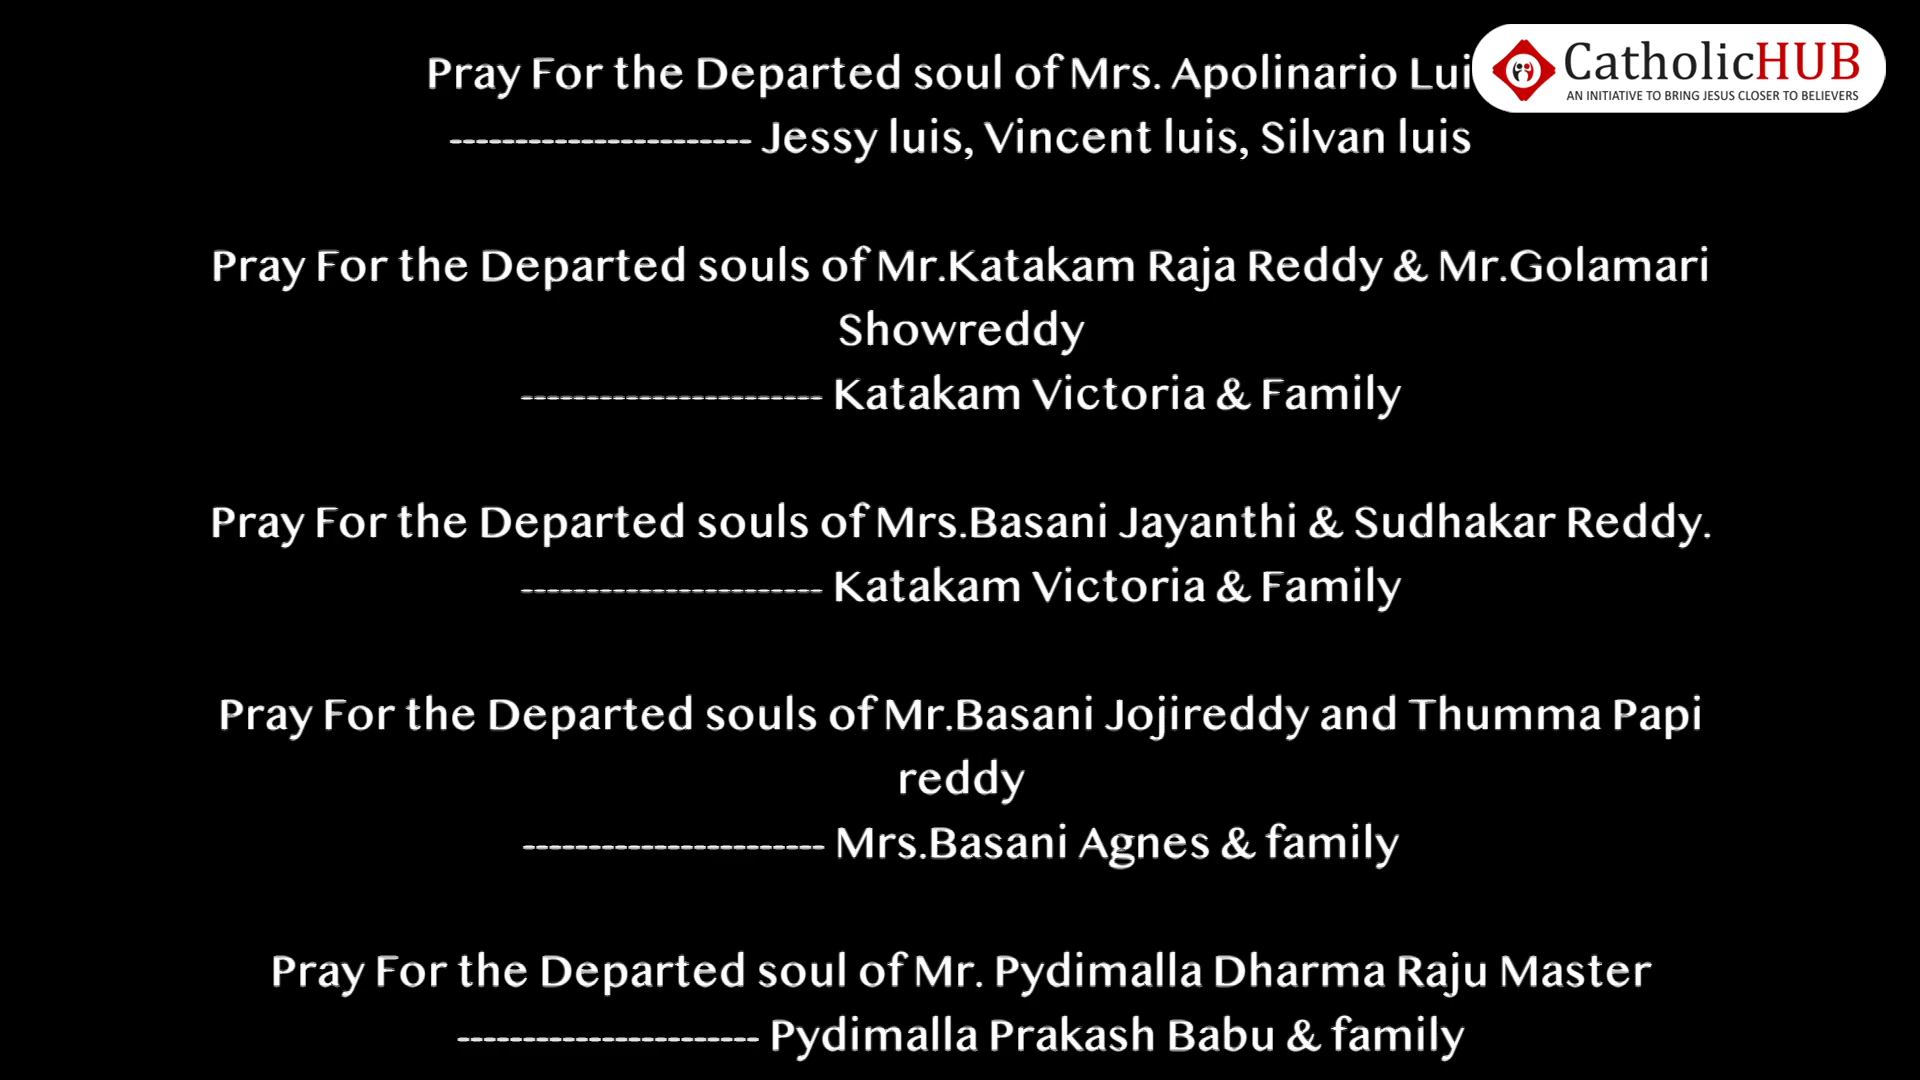 Pray For the Departed soul of Mrs. Apolinario
CatholicHUB
AN INITIATIVE TO BRING JESUS CLOSER TO BELIEVERS
----------------------- Jessy luis, Vincent luis, Silvan luis
Pray For the Departed souls of Mr.Katakam Raja Reddy & Mr.Golamari
Showreddy
----------------------- Katakam Victoria & Family
Pray For the Departed souls of Mrs.Basani Jayanthi & Sudhakar Reddy.
----------------------- Katakam Victoria & Family
Pray For the Departed souls of Mr.Basani Jojireddy and Thumma Papi
reddy
----------------------- Mrs.Basani Agnes & family
Pray For the Departed soul of Mr. Pydimalla Dharma Raju Master
----------------------- Pydimalla Prakash Babu & family